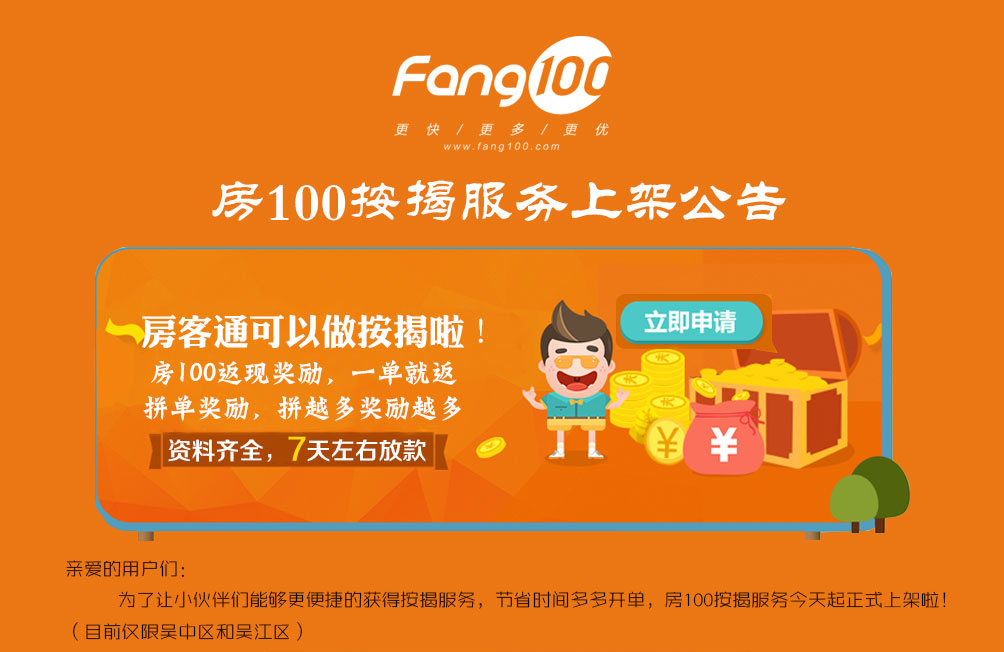 Fang100
更快/更多/更优
www.fang100.com
房100按揭服务上架公告
房客通可以做按揭啦！
立即申请
房100返现奖励，一单就返
拼单奖励，拼越多奖励越多
资料齐全，7天左右放款
¥ ¥
亲爱的用户们：
为了让小伙伴们能够更便捷的获得按揭服务，节省时间多多开单，房100按揭服务今天起正式上架啦！
（目前仅限吴中区和吴江区）